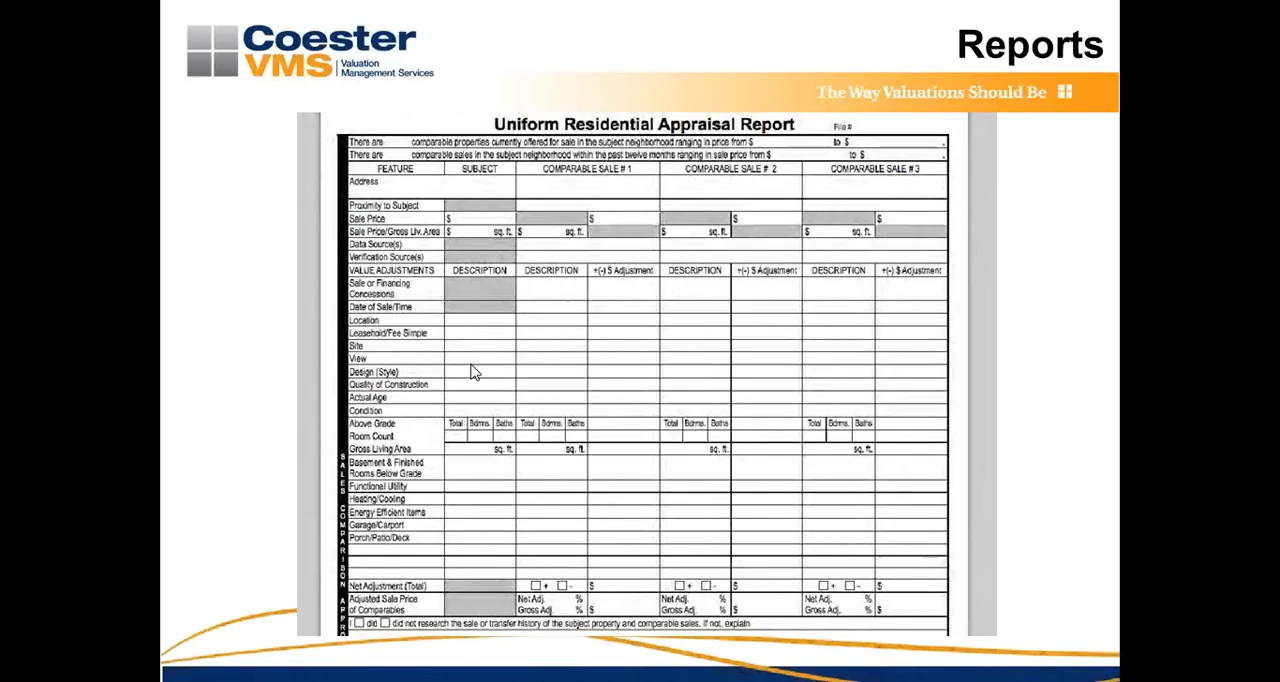 Coester
VMS Valuation
Management Services
Reports
The Way Valuations Should Be
Uniform Residential Appraisal Report File #
There are comparable properties currently offered for sale in the subject neighborhood ranging in price from $ to $ .
There are comparable sales in the subject neighborhood within the past twelve months ranging in sale price from $ to $ .
FEATURE SUBJECT COMPARABLE SALE # 1 COMPARABLE SALE # 2 COMPARABLE SALE # 3
Address
Proximity to Subject
Sale Price $ $ $ $
Sale Price/Gross Liv. Area $ sq. ft. $ sq. ft. $ sq. ft. $ sq. ft.
Data Source(s)
Verification Source(s)
VALUE ADJUSTMENTS DESCRIPTION DESCRIPTION +(-) $ Adjustment DESCRIPTION +(-) $ Adjustment DESCRIPTION +(-) $ Adjustment
Sale or Financing
Concessions
Date of Sale/Time
Location
Leasehold/Fee Simple
Site
View
Design (Style)
Quality of Construction
Actual Age
Condition
Above Grade Total Bdrms. Baths Total Bdrms. Baths Total Bdrms. Baths Total Bdrms. Baths
Room Count
Gross Living Area sq. ft. sq. ft. sq. ft. sq. ft.
Basement & Finished
Rooms Below Grade
Functional Utility
Heating/Cooling
Energy Efficient Items
Garage/Carport
Porch/Patio/Deck
Net Adjustment (Total) + - $ + - $ + - $
Adjusted Sale Price Net Adj. % Net Adj. % Net Adj. %
of Comparables Gross Adj. % $ Gross Adj. % $ Gross Adj. % $
I did did not research the sale or transfer history of the subject property and comparable sales. If not, explain
SALES COMPARISON APPRO